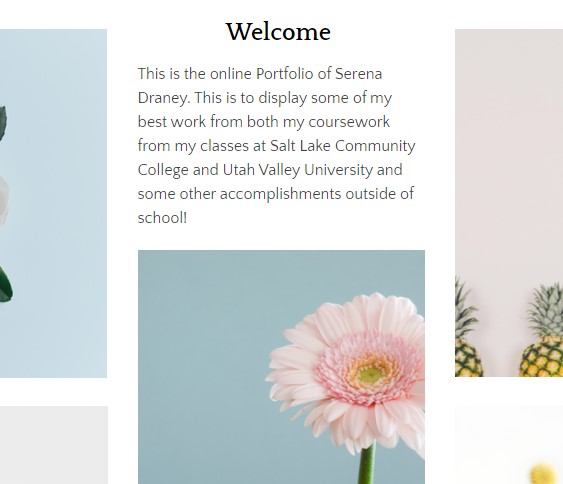 Welcome
This is the online Portfolio of Serena
Draney. This is to display some of my
best work from both my coursework
from my classes at Salt Lake Community
College and Utah Valley University and
some other accomplishments outside of
school!